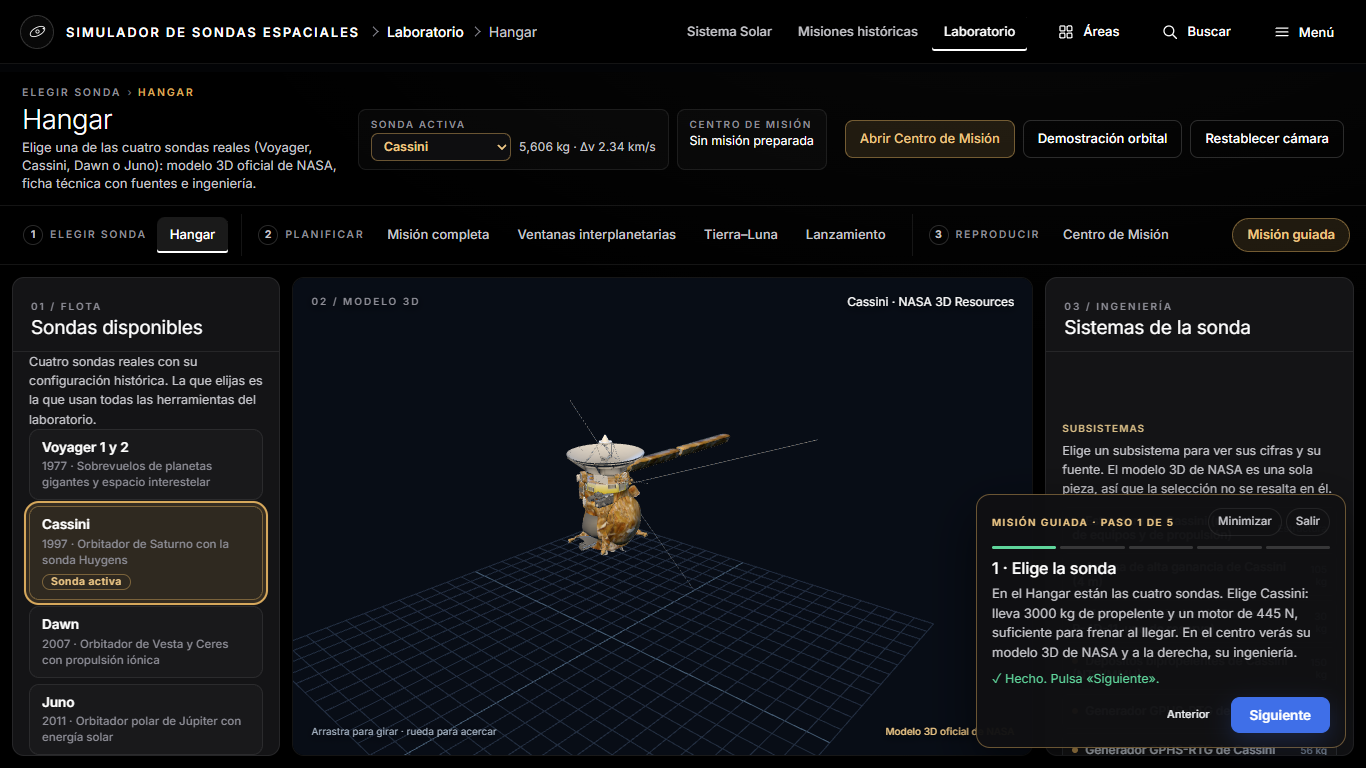 SIMULADOR DE SONDAS ESPACIALES > Laboratorio > Hangar
Sistema Solar
Misiones históricas
Laboratorio
Áreas
Buscar
Menú
ELEGIR SONDA › HANGAR
Hangar
Elige una de las cuatro sondas reales (Voyager,
Cassini, Dawn o Juno): modelo 3D oficial de NASA,
ficha técnica con fuentes e ingeniería.
SONDA ACTIVA
Cassini
5,606 kg · Δv 2.34 km/s
CENTRO DE MISIÓN
Sin misión preparada
Abrir Centro de Misión
Demostración orbital
Restablecer cámara
1 ELEGIR SONDA
Hangar
2 PLANIFICAR
Misión completa
Ventanas interplanetarias
Tierra–Luna
Lanzamiento
3 REPRODUCIR
Centro de Misión
Misión guiada
01 / FLOTA
Sondas disponibles
Cuatro sondas reales con su
configuración histórica. La que elijas es
la que usan todas las herramientas del
laboratorio.
Voyager 1 y 2
1977 · Sobrevuelos de planetas
gigantes y espacio interestelar
Cassini
1997 · Orbitador de Saturno con la
sonda Huygens
Sonda activa
Dawn
2007 · Orbitador de Vesta y Ceres
con propulsión iónica
Juno
2011 · Orbitador polar de Júpiter con
energía solar
02 / MODELO 3D
Cassini · NASA 3D Resources
Arrastra para girar · rueda para acercar
Modelo 3D oficial de NASA
03 / INGENIERÍA
Sistemas de la sonda
SUBSISTEMAS
Elige un subsistema para ver sus cifras y su
fuente. El modelo 3D de NASA es una sola
pieza, así que la selección no se resalta en él.
MISIÓN GUIADA · PASO 1 DE 5
Minimizar
Salir
1 · Elige la sonda
En el Hangar están las cuatro sondas. Elige Cassini:
lleva 3000 kg de propelente y un motor de 445 N,
suficiente para frenar al llegar. En el centro verás su
modelo 3D de NASA y a la derecha, su ingeniería.
✓ Hecho. Pulsa «Siguiente».
Anterior
Siguiente
Generador GPHS-RTG de Cassini
56 kg